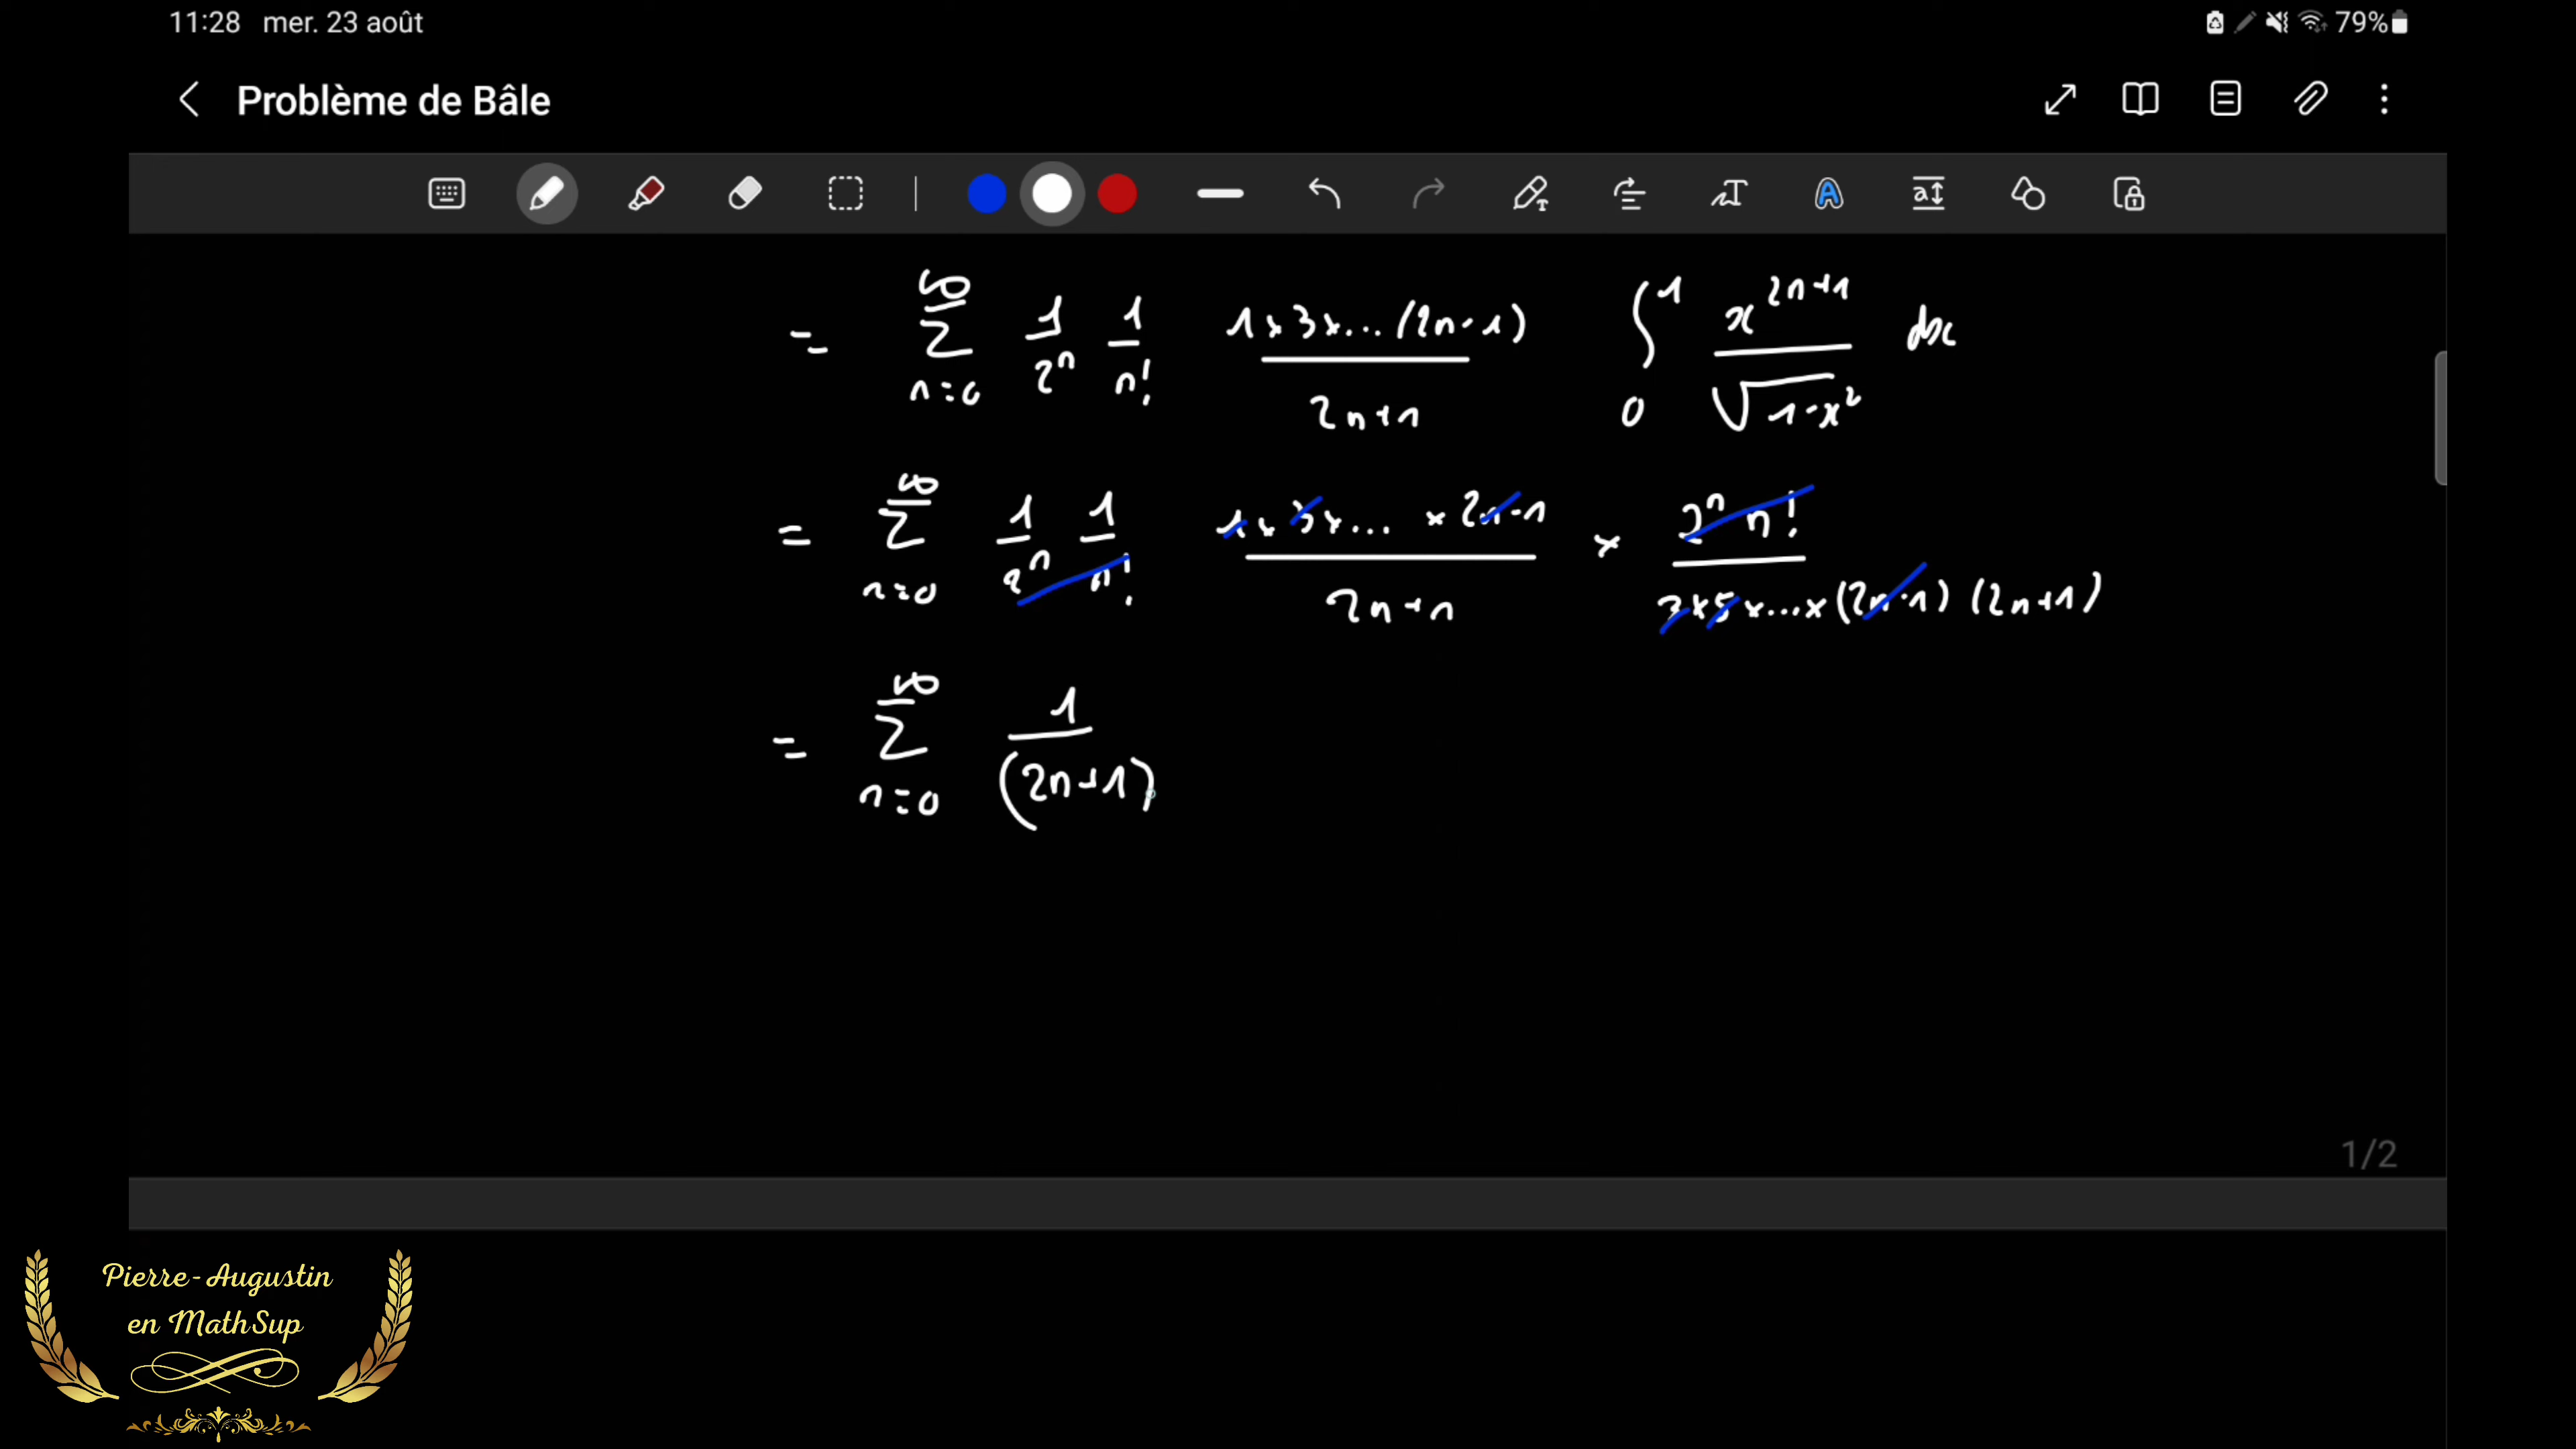 11:28 mer. 23 août 79%
Problème de Bâle
= ∞ Σ n=0 1/2ⁿ 1/n! 1×3×...(2n-1)/2n+1 ∫₀¹ x²ⁿ⁺¹/√1-x² dx
= ∞ Σ n=0 1/2ⁿ 1/n! 1×3×...×2n-1/2n+1 × 2ⁿ n!/3×5×...×(2n-1)(2n+1)
= ∞ Σ n=0 1/(2n+1)
1/2
Pierre-Augustin
en MathSup